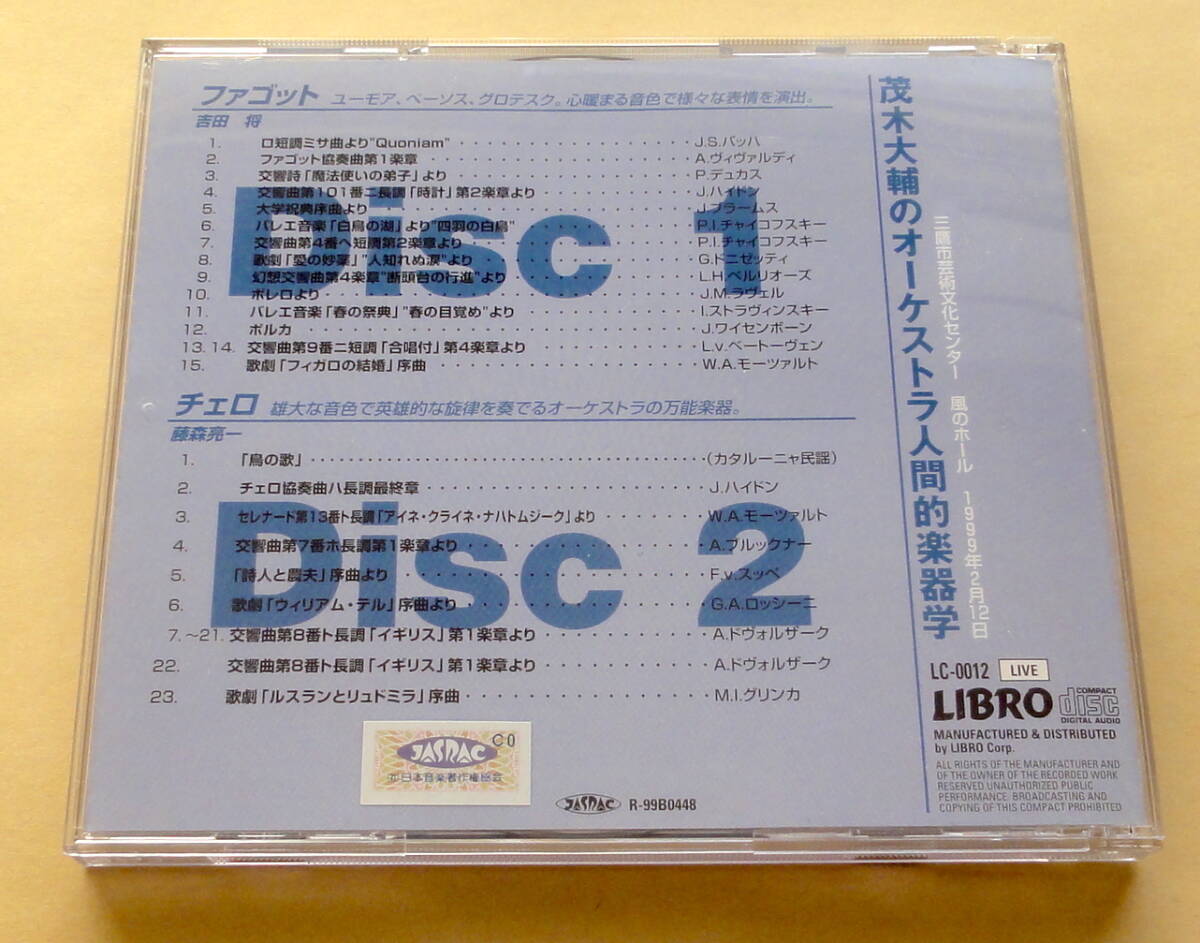 ファゴット ユーモア、ペーソス、グロテスク。心暖まる音色で様々な表情を演出。
吉田 将
1. ロ短調ミサ曲より"Quoniam" J.S.バッハ
2. ファゴット協奏曲第1楽章 A.ヴィヴァルディ
3. 交響詩「魔法使いの弟子」より P.デュカス
4. 交響曲第101番ニ長調「時計」第2楽章より J.ハイドン
5. 大学祝典序曲より J.ブラームス
6. バレエ音楽「白鳥の湖」より"四羽の白鳥" P.I.チャイコフスキー
7. 交響曲第4番ヘ短調第2楽章より P.I.チャイコフスキー
8. 歌劇「愛の妙薬」"人知れぬ涙"より G.ドニゼッティ
9. 幻想交響曲第4楽章"断頭台の行進"より L.H.ベルリオーズ
10. ボレロより J.M.ラヴェル
11. バレエ音楽「春の祭典」"春の目覚め"より I.ストラヴィンスキー
12. ポルカ J.ワイセンボーン
13. 14. 交響曲第9番ニ短調「合唱付」第4楽章より L.v.ベートーヴェン
15. 歌劇「フィガロの結婚」序曲 W.A.モーツァルト
Disc 1
チェロ 雄大な音色で英雄的な旋律を奏でるオーケストラの万能楽器。
藤森亮一
1. 「鳥の歌」 (カタルーニャ民謡)
2. チェロ協奏曲ハ長調最終章 J.ハイドン
3. セレナード第13番ト長調「アイネ・クライネ・ナハトムジーク」より W.A.モーツァルト
4. 交響曲第7番ホ長調第1楽章より A.ブルックナー
5. 「詩人と農夫」序曲より F.v.スッペ
6. 歌劇「ウィリアム・テル」序曲より G.A.ロッシーニ
7.〜21. 交響曲第8番ト長調「イギリス」第1楽章より A.ドヴォルザーク
22. 交響曲第8番ト長調「イギリス」第1楽章より A.ドヴォルザーク
23. 歌劇「ルスランとリュドミラ」序曲 M.I.グリンカ
Disc 2
JASRAC C0
日本音楽著作権協会
JASRAC R-99B0448
茂木大輔のオーケストラ人間的楽器学
三鷹市芸術文化センター 風のホール 1999年2月12日
LC-0012 LIVE
LIBRO COMPACT disc DIGITAL AUDIO
MANUFACTURED & DISTRIBUTED
by LIBRO Corp.
ALL RIGHTS OF THE MANUFACTURER AND
OF THE OWNER OF THE RECORDED WORK
RESERVED UNAUTHORIZED PUBLIC
PERFORMANCE. BROADCASTING AND
COPYING OF THIS COMPACT PROHIBITED